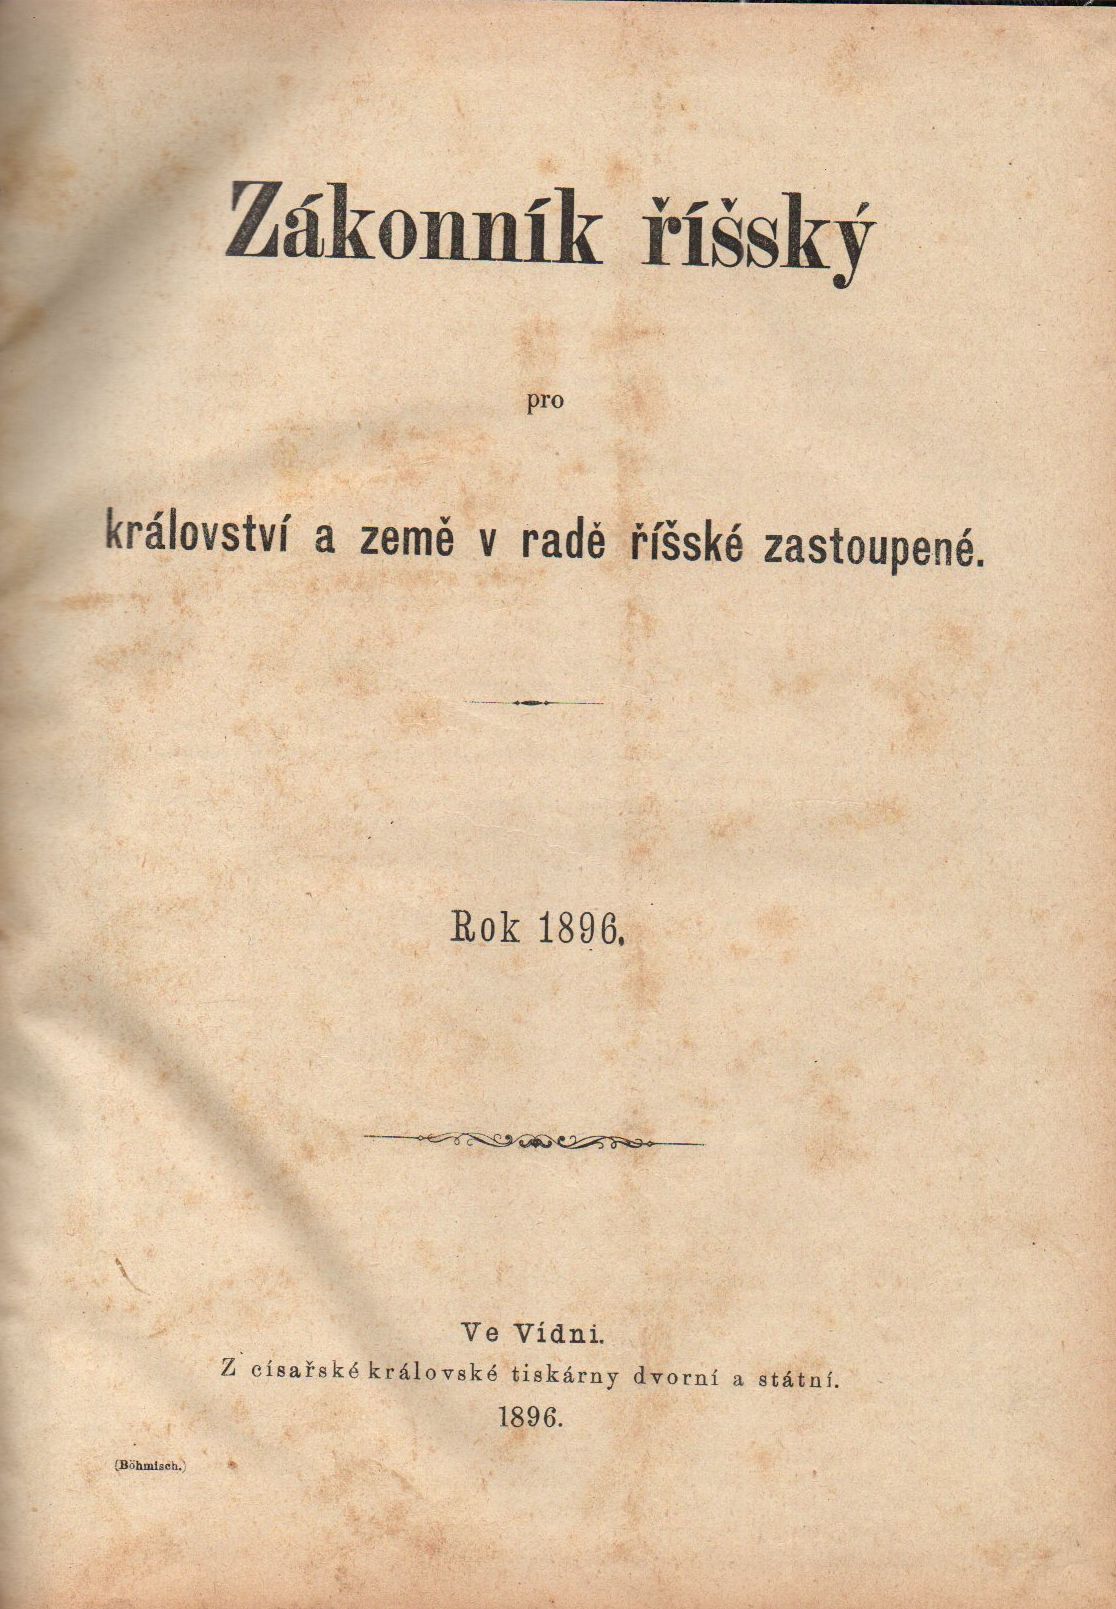 Zákonník říšský
pro
království a země v radě říšské zastoupené.
Rok 1896.
Ve Vídni.
Z císařské královské tiskárny dvorní a státní.
1896.
(Böhmisch.)